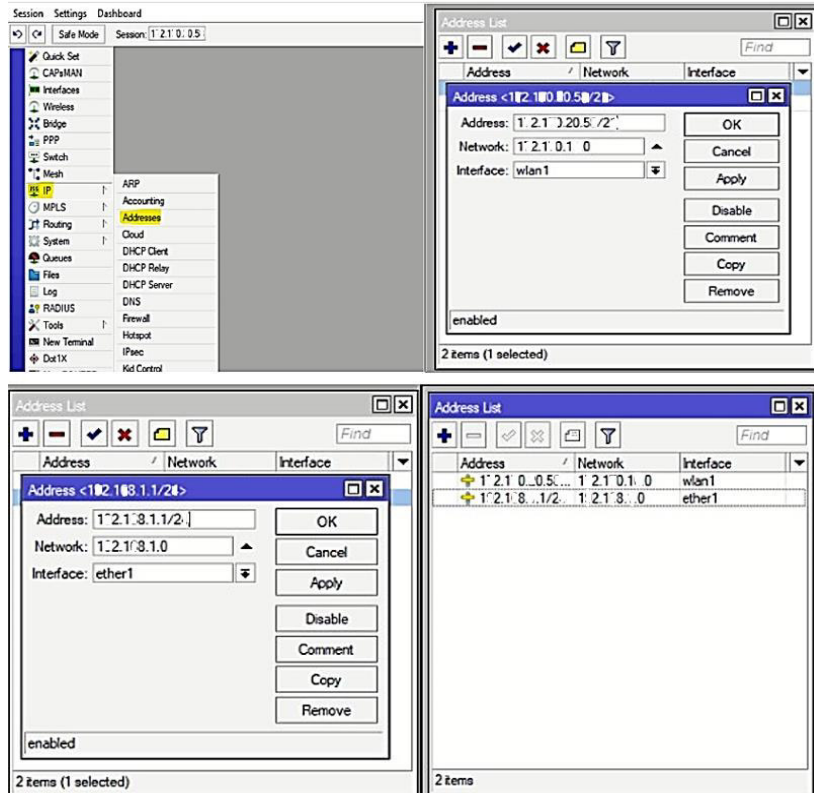 Session Settings Dashboard
Safe Mode Session:
Quick Set
CAPsMAN
Interfaces
Wireless
Bridge
PPP
Switch
Mesh
IP
MPLS
Routing
System
Queues
Files
Log
RADIUS
Tools
New Terminal
Dot1X
ARP
Accounting
Addresses
Cloud
DHCP Client
DHCP Relay
DHCP Server
DNS
Firewall
Hotspot
IPsec
Kid Control
Address List
Find
Address Network Interface
Address
Address:
Network:
Interface: wlan1
OK
Cancel
Apply
Disable
Comment
Copy
Remove
enabled
2 items (1 selected)
Address List
Find
Address Network Interface
Address
Address:
Network:
Interface: ether1
OK
Cancel
Apply
Disable
Comment
Copy
Remove
enabled
2 items (1 selected)
Address List
Find
Address Network Interface
wlan1
ether1
2 items